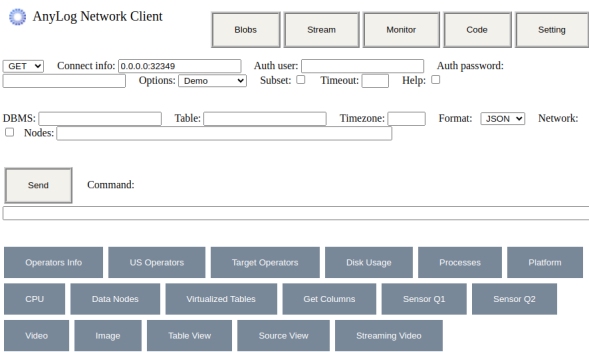 AnyLog Network Client
Blobs Stream Monitor Code Setting
GET Connect info: 0.0.0.0:32349 Auth user: Auth password:
Options: Demo Subset: Timeout: Help:
DBMS: Table: Timezone: Format: JSON Network:
Nodes:
Send Command:
Operators Info US Operators Target Operators Disk Usage Processes Platform
CPU Data Nodes Virtualized Tables Get Columns Sensor Q1 Sensor Q2
Video Image Table View Source View Streaming Video